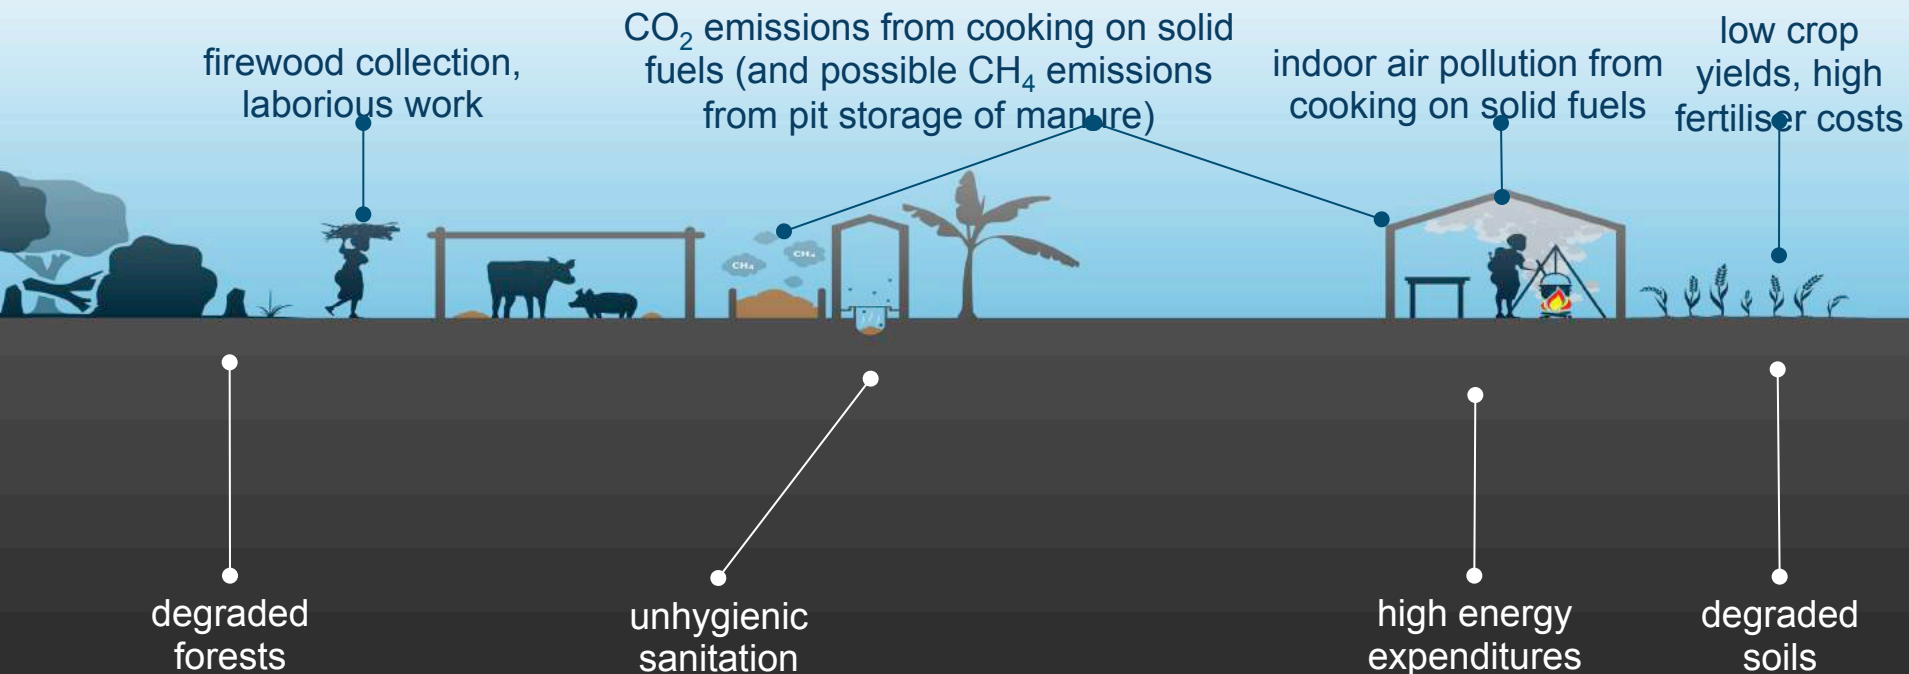 firewood collection,
laborious work
CO₂ emissions from cooking on solid
fuels (and possible CH₄ emissions
from pit storage of manure)
indoor air pollution from
cooking on solid fuels
low crop
yields, high
fertiliser costs
CH₄
CH₄
degraded
forests
unhygienic
sanitation
high energy
expenditures
degraded
soils